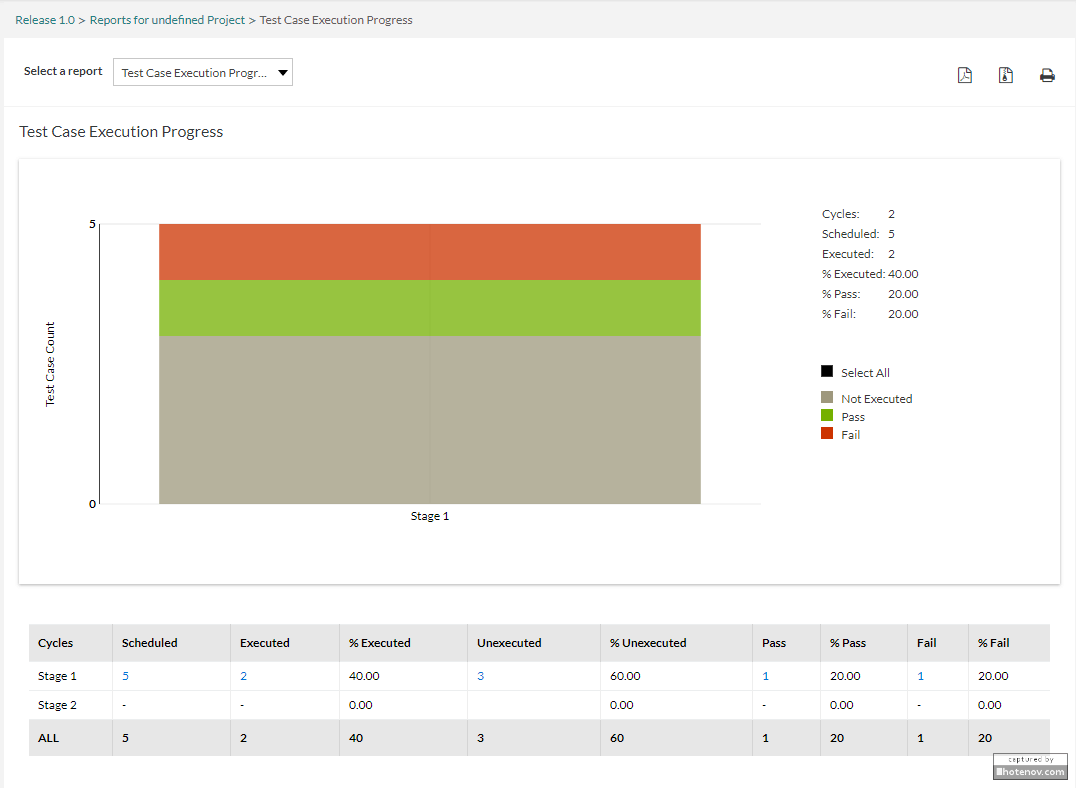 Release 1.0 > Reports for undefined Project > Test Case Execution Progress
Select a report Test Case Execution Progr...
Test Case Execution Progress
5
0
Test Case Count
Stage 1
Cycles: 2
Scheduled: 5
Executed: 2
% Executed: 40.00
% Pass: 20.00
% Fail: 20.00
Select All
Not Executed
Pass
Fail
Cycles Scheduled Executed % Executed Unexecuted % Unexecuted Pass % Pass Fail % Fail
Stage 1 5 2 40.00 3 60.00 1 20.00 1 20.00
Stage 2 - - 0.00 0.00 - 0.00 - 0.00
ALL 5 2 40 3 60 1 20 1 20
captured by
hotenov.com